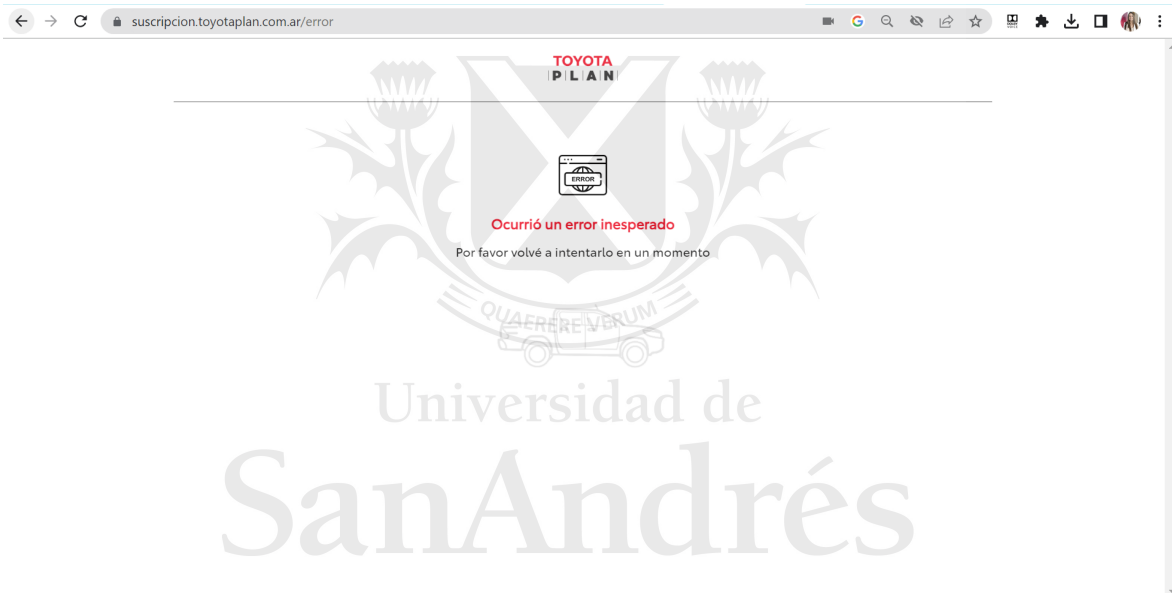 suscripcion.toyotaplan.com.ar/error
TOYOTA
PLAN
ERROR
Ocurrió un error inesperado
Por favor volvé a intentarlo en un momento
QUAERERE VERUM
Universidad de
SanAndrés